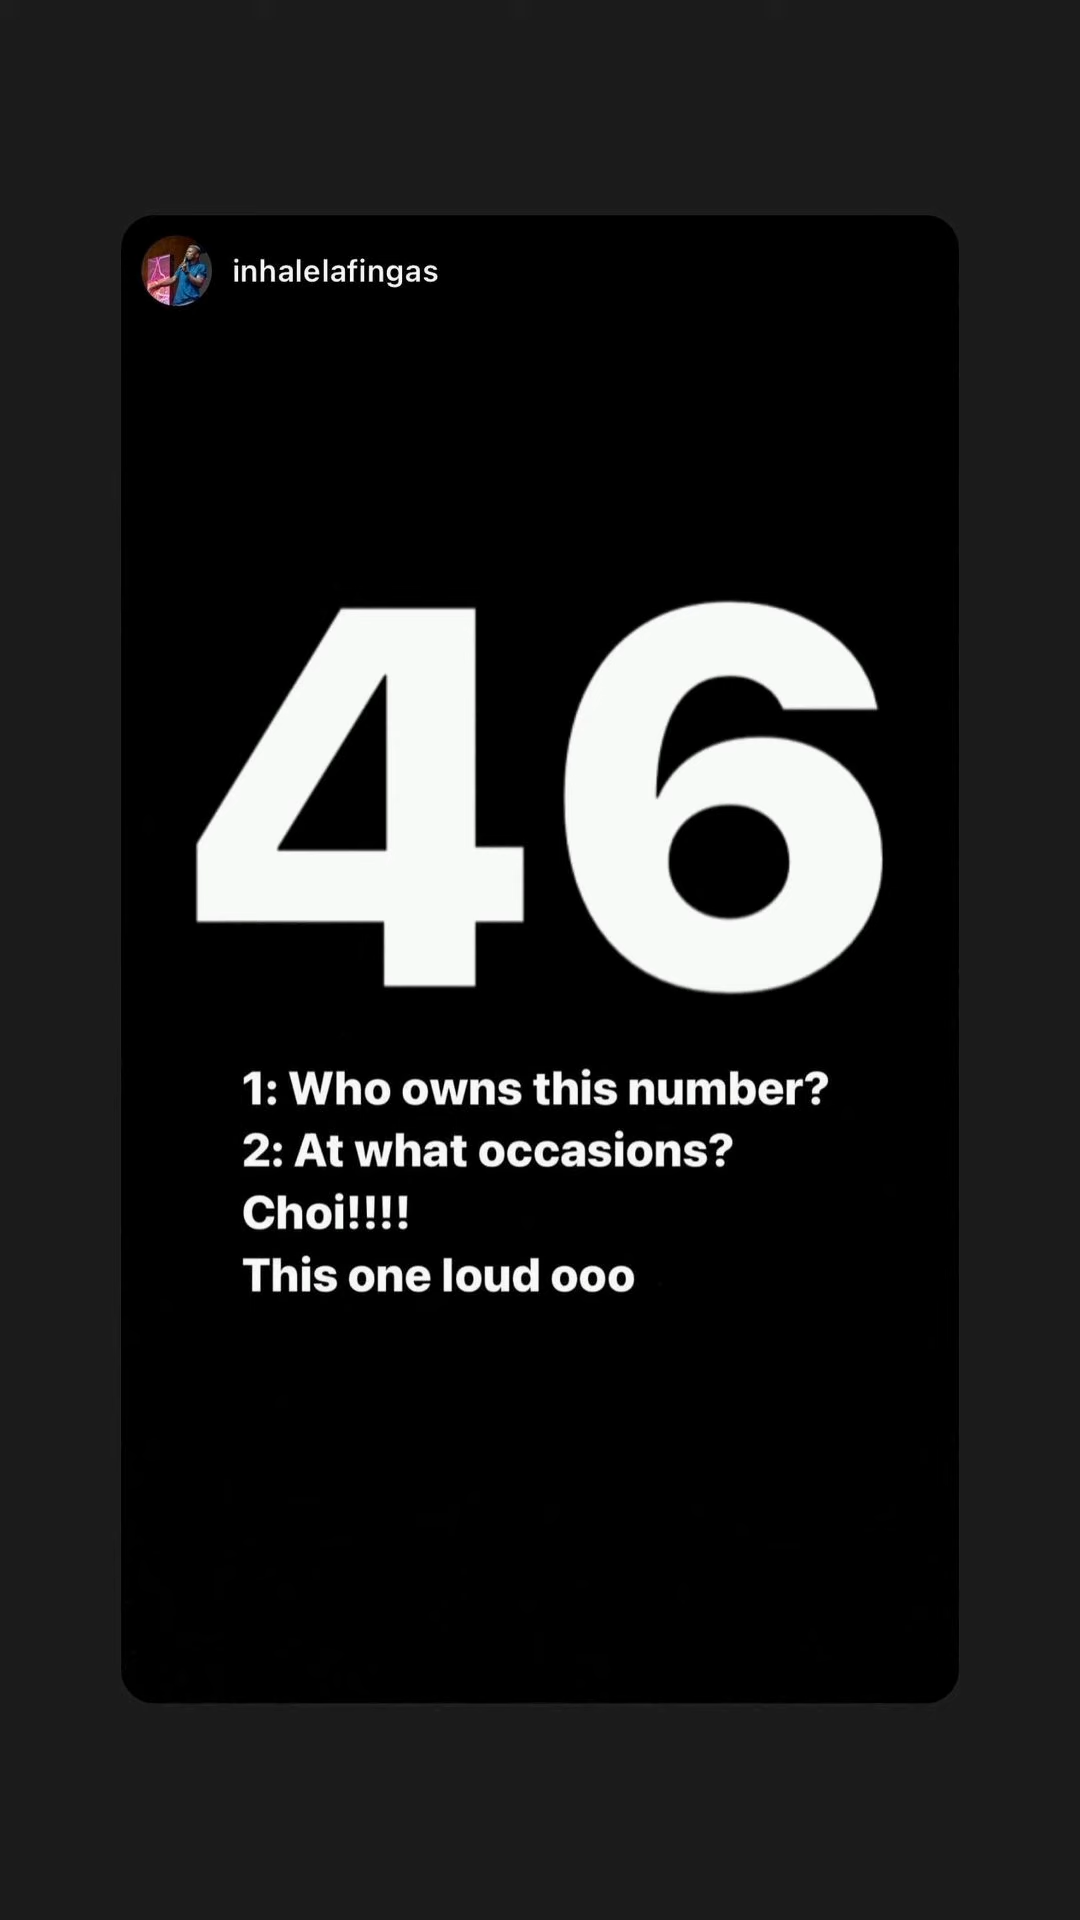 inhalelafingas
46
1: Who owns this number?
2: At what occasions?
Choi!!!!
This one loud ooo